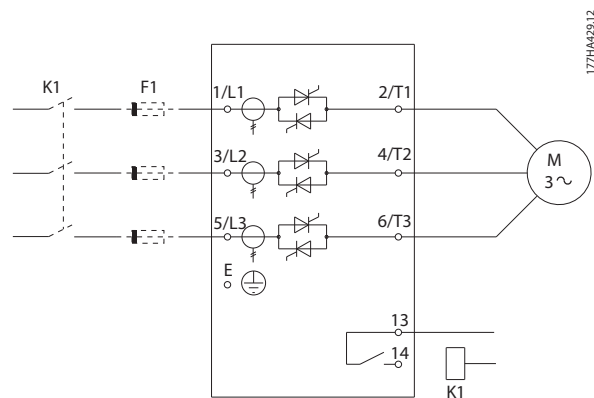 177HA429.12
K1 F1 1/L1 2/T1
3/L2 4/T2
M
3~
5/L3 6/T3
E
13
14
K1